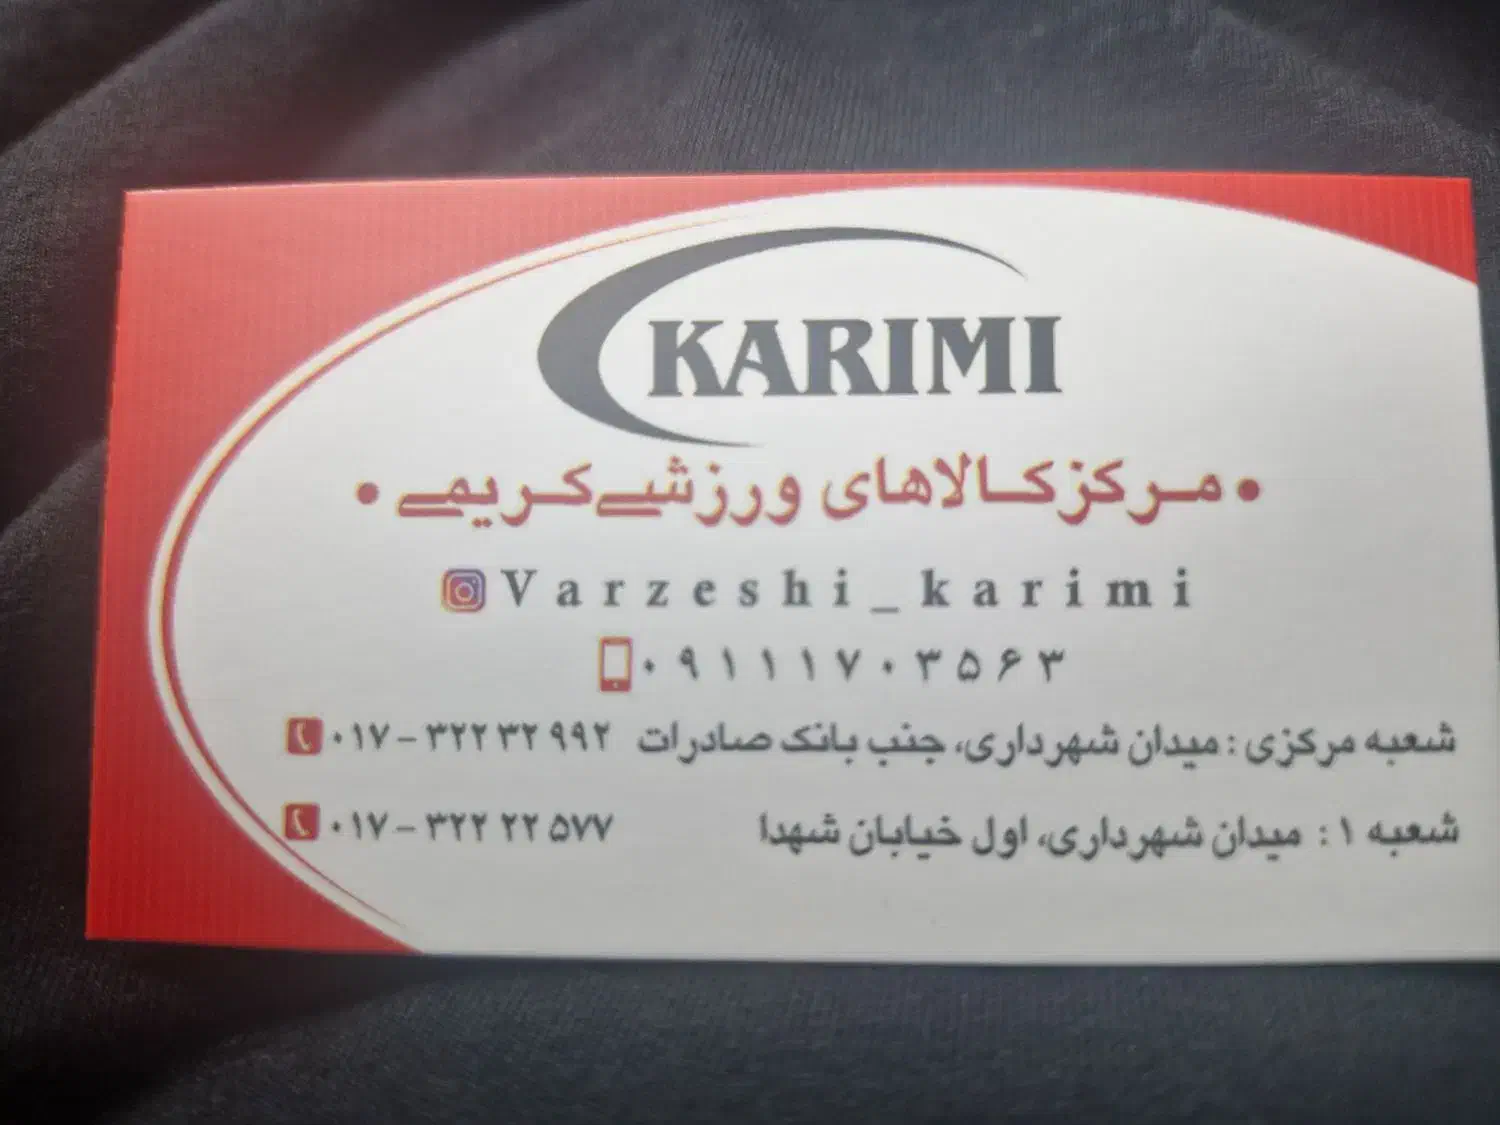 KARIMI
• مرکز کالاهای ورزشی کریمی •
Varzeshi_karimi
۰۹۱۱۱۷۰۳۵۶۳
شعبه مرکزی : میدان شهرداری، جنب بانک صادرات ۰۱۷-۳۲۲۳۲۹۹۲
شعبه ۱ : میدان شهرداری، اول خیابان شهدا ۰۱۷-۳۲۲۲۲۵۷۷